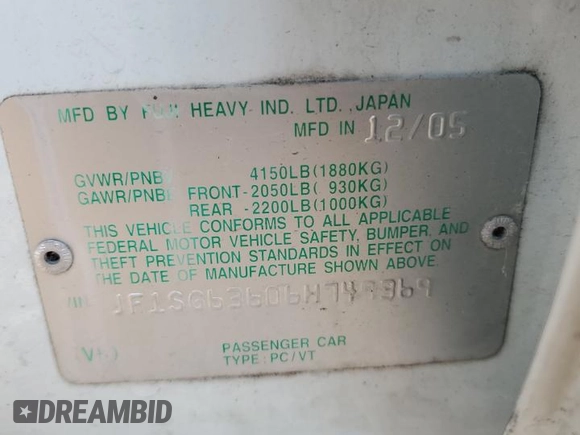 MFD BY FUJI HEAVY IND. LTD., JAPAN
MFD IN 12/05
GVWR/PNBV 4150LB(1880KG)
GAWR/PNBE FRONT-2050LB( 930KG)
REAR -2200LB(1000KG)
THIS VEHICLE CONFORMS TO ALL APPLICABLE
FEDERAL MOTOR VEHICLE SAFETY, BUMPER, AND
THEFT PREVENTION STANDARDS IN EFFECT ON
THE DATE OF MANUFACTURE SHOWN ABOVE.
PASSENGER CAR
TYPE: PC/VT
DREAMBID